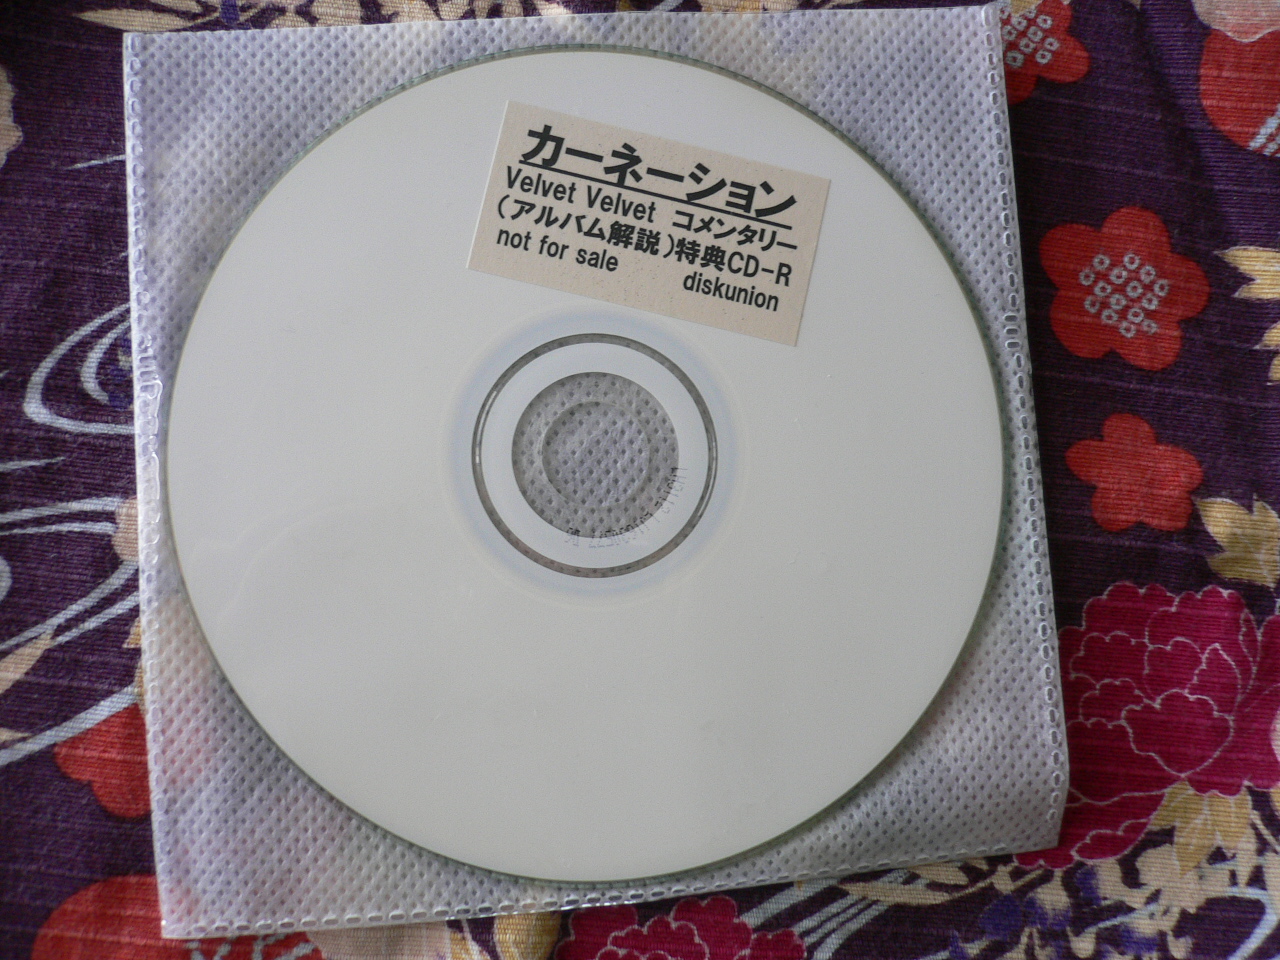 カーネーション
Velvet Velvet コメンタリー
(アルバム解説)特典CD-R
not for sale diskunion